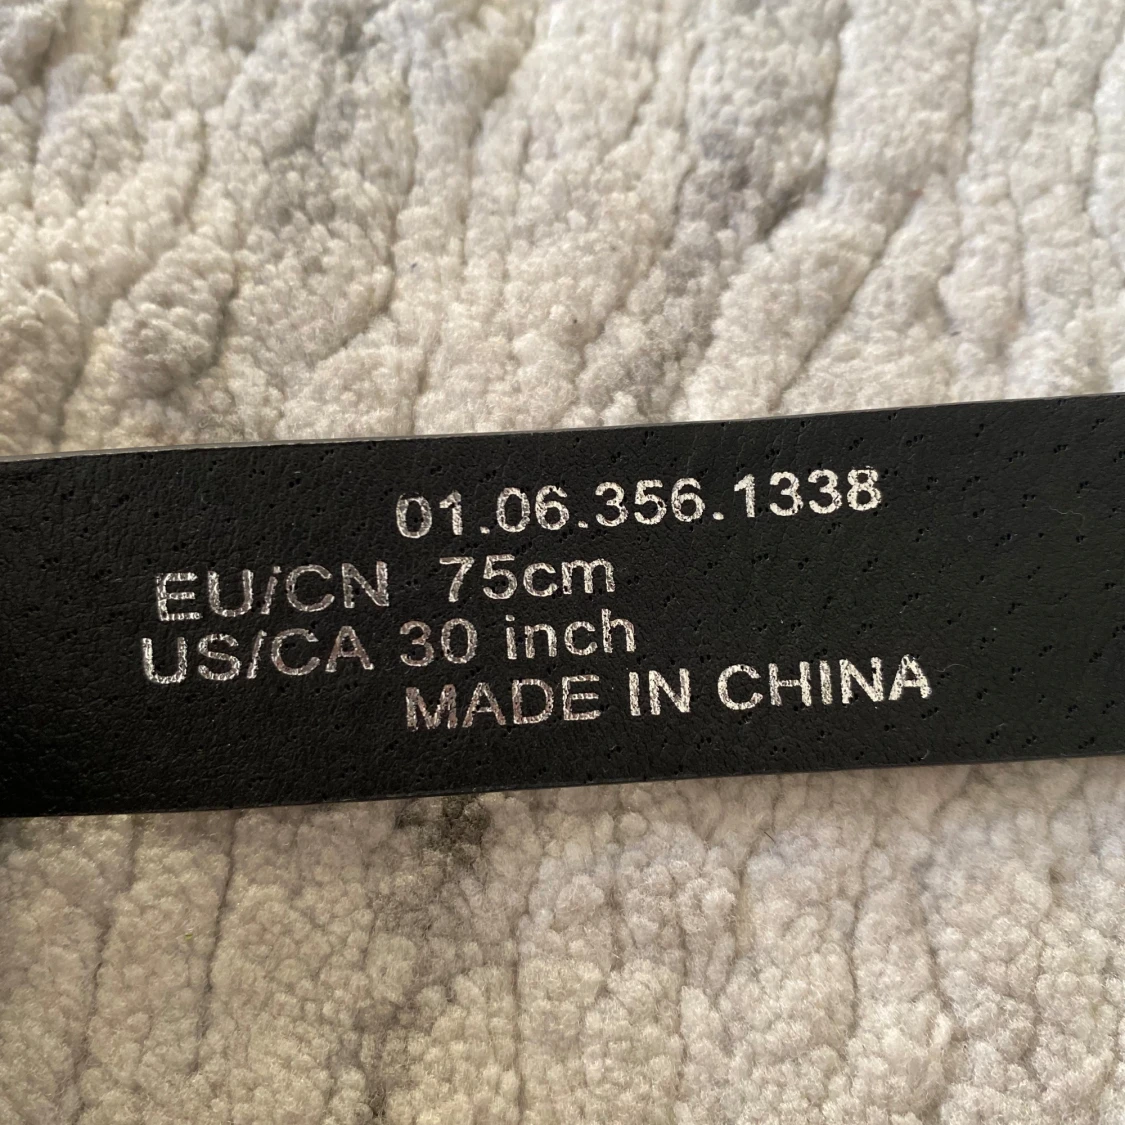 01.06.356.1338
EU/CN 75cm
US/CA 30 inch
MADE IN CHINA